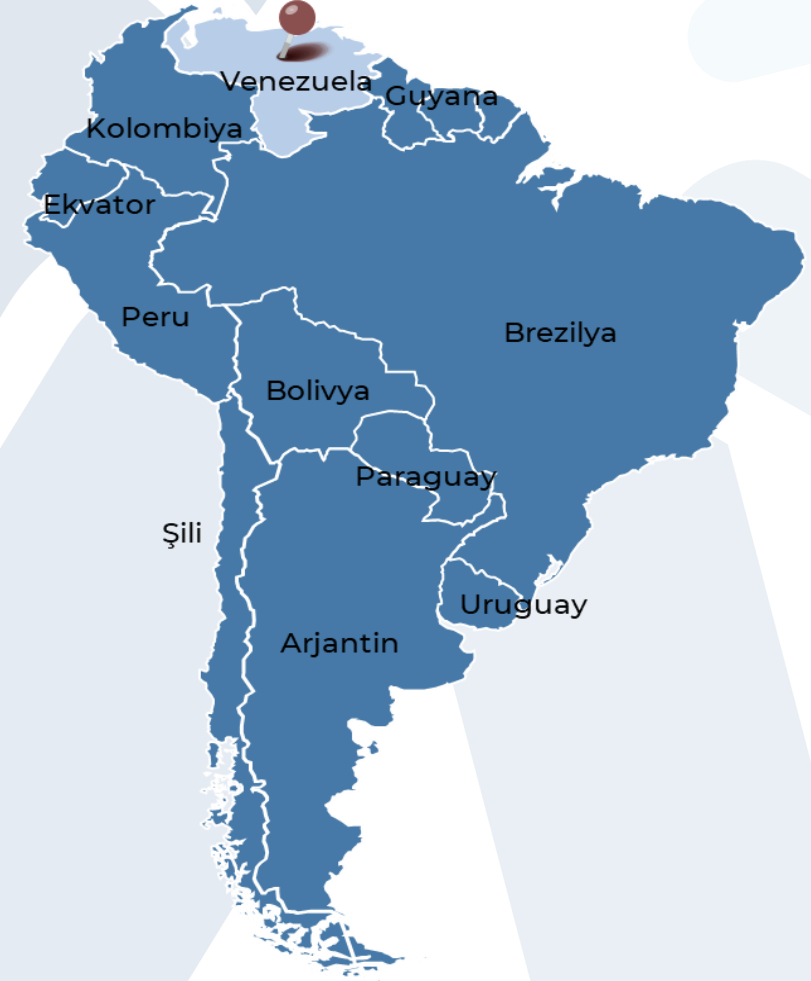 Venezuela
Guyana
Kolombiya
Ekvator
Peru
Brezilya
Bolivya
Paraguay
Şili
Uruguay
Arjantin